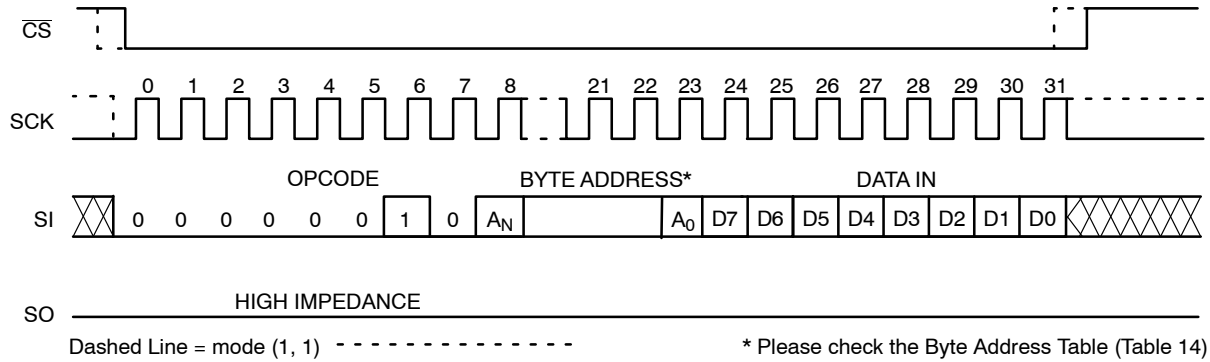 CS
0 1 2 3 4 5 6 7 8 21 22 23 24 25 26 27 28 29 30 31
SCK
OPCODE BYTE ADDRESS* DATA IN
SI 0 0 0 0 0 0 1 0 AN A0 D7 D6 D5 D4 D3 D2 D1 D0
HIGH IMPEDANCE
SO
Dashed Line = mode (1, 1) * Please check the Byte Address Table (Table 14)